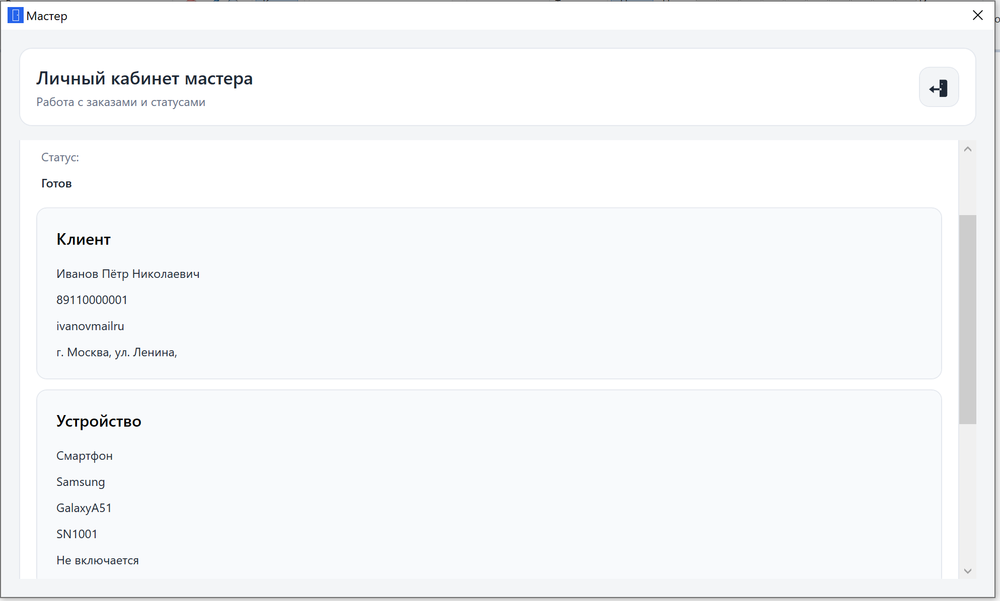 Мастер
Личный кабинет мастера
Работа с заказами и статусами
Статус:
Готов
Клиент
Иванов Пётр Николаевич
89110000001
ivanovmailru
г. Москва, ул. Ленина,
Устройство
Смартфон
Samsung
GalaxyA51
SN1001
Не включается